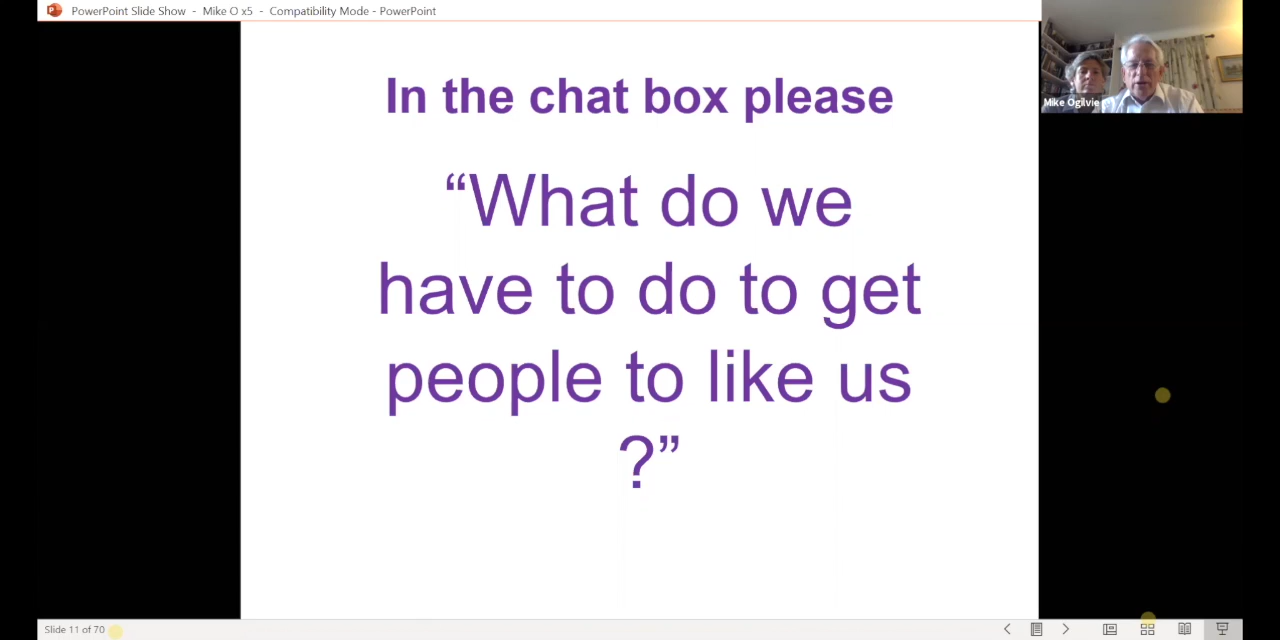 PowerPoint Slide Show - Mike O x5 - Compatibility Mode - PowerPoint
In the chat box please
“What do we
have to do to get
people to like us
?”
Mike Ogilvie
Slide 11 of 70